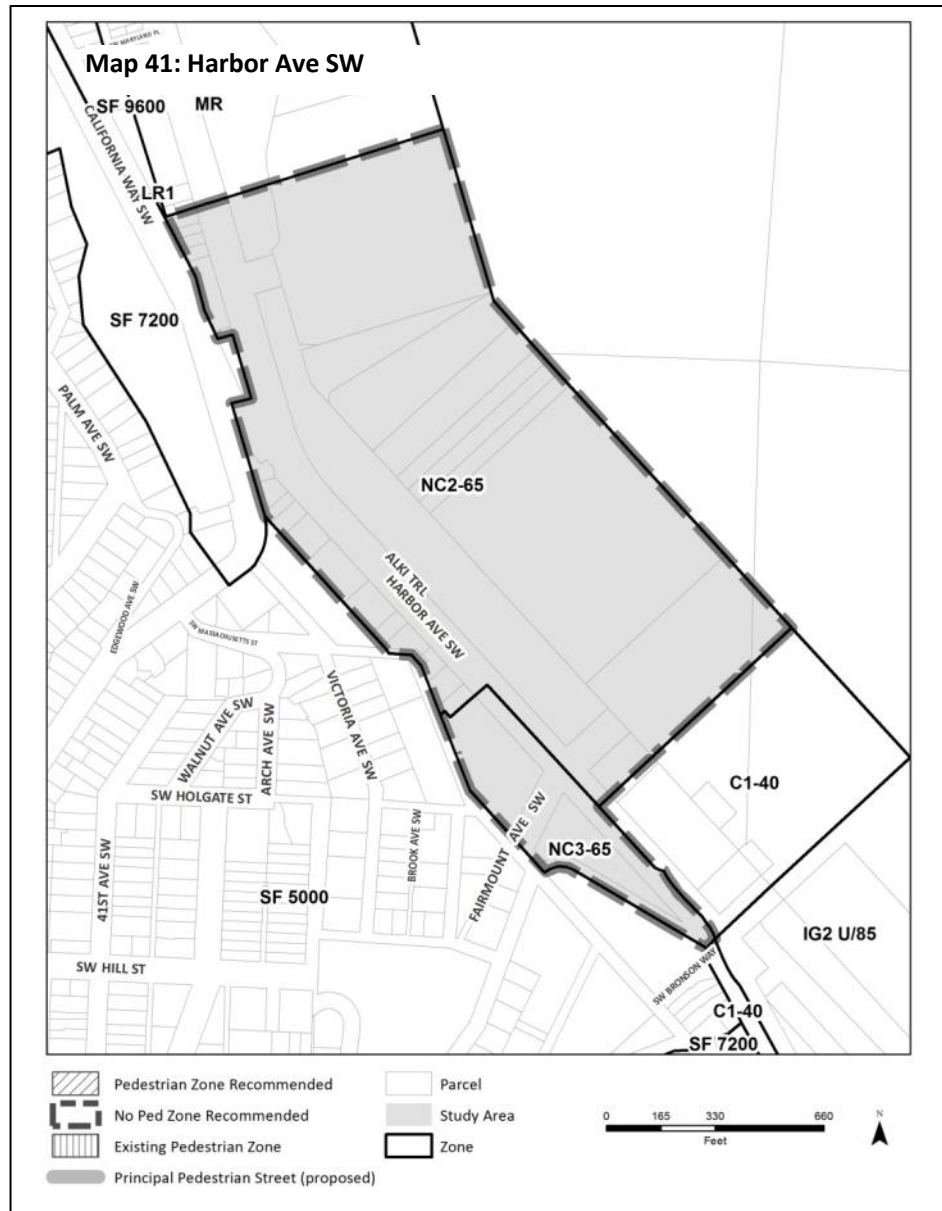 SW MARYLAND PL
Map 41: Harbor Ave SW
SF 9600
MR
CALIFORNIA WAY SW
LR1
SF 7200
PALM AVE SW
NC2-65
ALKI TRL
HARBOR AVE SW
EDGEWOOD AVE SW
SW MASSACHUSETTS ST
VICTORIA AVE SW
WALNUT AVE SW
ARCH AVE SW
SW HOLGATE ST
C1-40
BROOK AVE SW
FAIRMOUNT AVE SW
NC3-65
41ST AVE SW
SF 5000
IG2 U/85
SW HILL ST
SW BRONSON WAY
C1-40
SF 7200
Pedestrian Zone Recommended
No Ped Zone Recommended
Existing Pedestrian Zone
Principal Pedestrian Street (proposed)
Parcel
Study Area
Zone
0 165 330 660
Feet
N